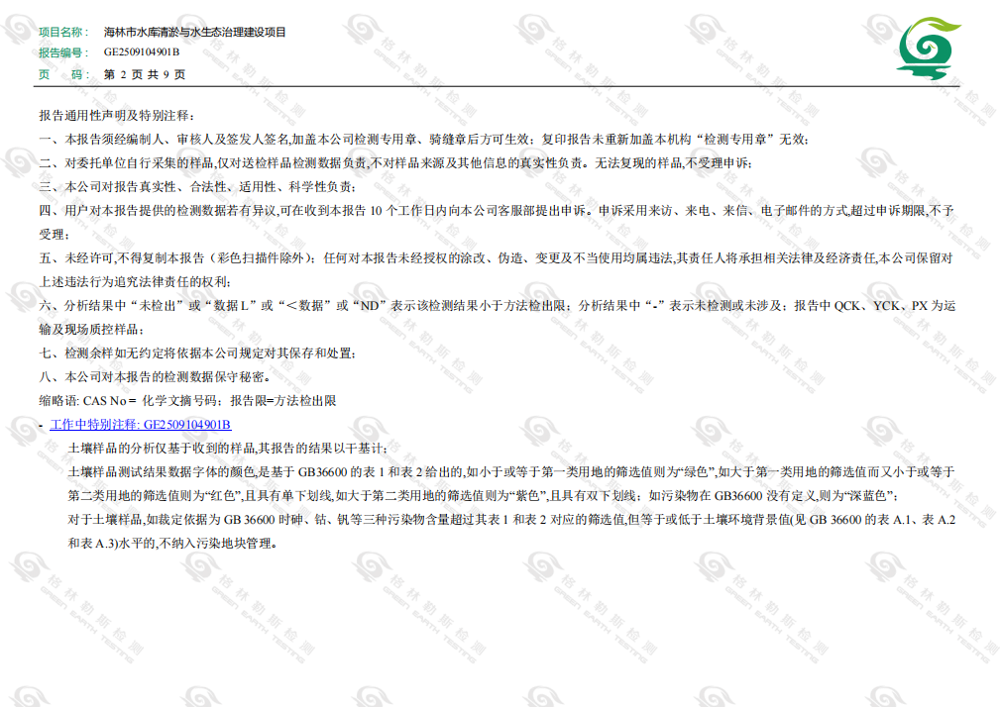 项目名称： 海林市水库清淤与水生态治理建设项目
报告编号： GE2509104901B
页 码： 第 2 页 共 9 页
报告通用性声明及特别注释：
一、本报告须经编制人、审核人及签发人签名,加盖本公司检测专用章、骑缝章后方可生效；复印报告未重新加盖本机构“检测专用章”无效；
二、对委托单位自行采集的样品,仅对送检样品检测数据负责,不对样品来源及其他信息的真实性负责。无法复现的样品,不受理申诉；
三、本公司对报告真实性、合法性、适用性、科学性负责；
四、用户对本报告提供的检测数据若有异议,可在收到本报告 10 个工作日内向本公司客服部提出申诉。申诉采用来访、来电、来信、电子邮件的方式,超过申诉期限,不予
受理；
五、未经许可,不得复制本报告（彩色扫描件除外）；任何对本报告未经授权的涂改、伪造、变更及不当使用均属违法,其责任人将承担相关法律及经济责任,本公司保留对
上述违法行为追究法律责任的权利；
六、分析结果中“未检出”或“数据 L”或“＜数据”或“ND”表示该检测结果小于方法检出限；分析结果中“-”表示未检测或未涉及；报告中 QCK、YCK、PX 为运
输及现场质控样品；
七、检测余样如无约定将依据本公司规定对其保存和处置；
八、本公司对本报告的检测数据保守秘密。
缩略语: CAS No = 化学文摘号码；报告限=方法检出限
- 工作中特别注释: GE2509104901B
土壤样品的分析仅基于收到的样品,其报告的结果以干基计；
土壤样品测试结果数据字体的颜色,是基于 GB36600 的表 1 和表 2 给出的,如小于或等于第一类用地的筛选值则为“绿色”,如大于第一类用地的筛选值而又小于或等于
第二类用地的筛选值则为“红色”,且具有单下划线,如大于第二类用地的筛选值则为“紫色”,且具有双下划线；如污染物在 GB36600 没有定义,则为“深蓝色”；
对于土壤样品,如裁定依据为 GB 36600 时砷、钴、钒等三种污染物含量超过其表 1 和表 2 对应的筛选值,但等于或低于土壤环境背景值(见 GB 36600 的表 A.1、表 A.2
和表 A.3)水平的,不纳入污染地块管理。
格林勒斯检测
GREEN EARTH TESTING